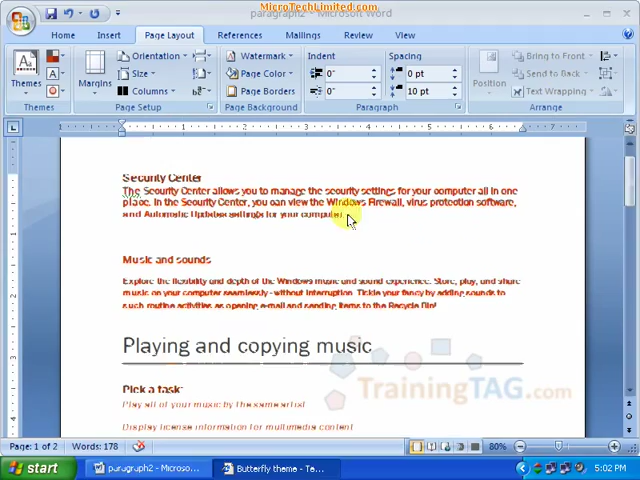 MicroTechLimited.com
paragraph2 - Microsoft Word
Home Insert Page Layout References Mailings Review View
Orientation Watermark Indent Spacing Bring to Front
Aa Size Page Color 0" 0 pt Send to Back
Themes Margins Columns Page Borders 0" 10 pt Position Text Wrapping
Themes Page Setup Page Background Paragraph Arrange
1 2 3 4 5 6 7
Security Center
The Security Center allows you to manage the security settings for your computer all in one
place. In the Security Center, you can view the Windows Firewall, virus protection software,
and Automatic Updates settings for your computer.
Music and sounds
Explore the flexibility and depth of the Windows music and sound experience. Store, play, and share
music on your computer seamlessly - without interruption. Tickle your fancy by adding sounds to
such routine activities as opening e-mail and sending items to the Recycle Bin!
Playing and copying music
Pick a task:
TrainingTAG.com
Play all of your music by the same artist
Display license information for multimedia content
Page: 1 of 2 Words: 178 80%
start paragraph2 - Microso... Butterfly theme - Te... 5:02 PM